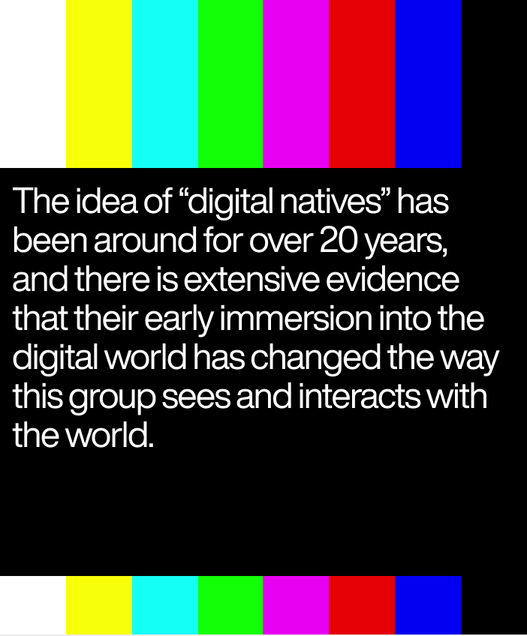 The idea of “digital natives” has
been around for over 20 years,
and there is extensive evidence
that their early immersion into the
digital world has changed the way
this group sees and interacts with
the world.